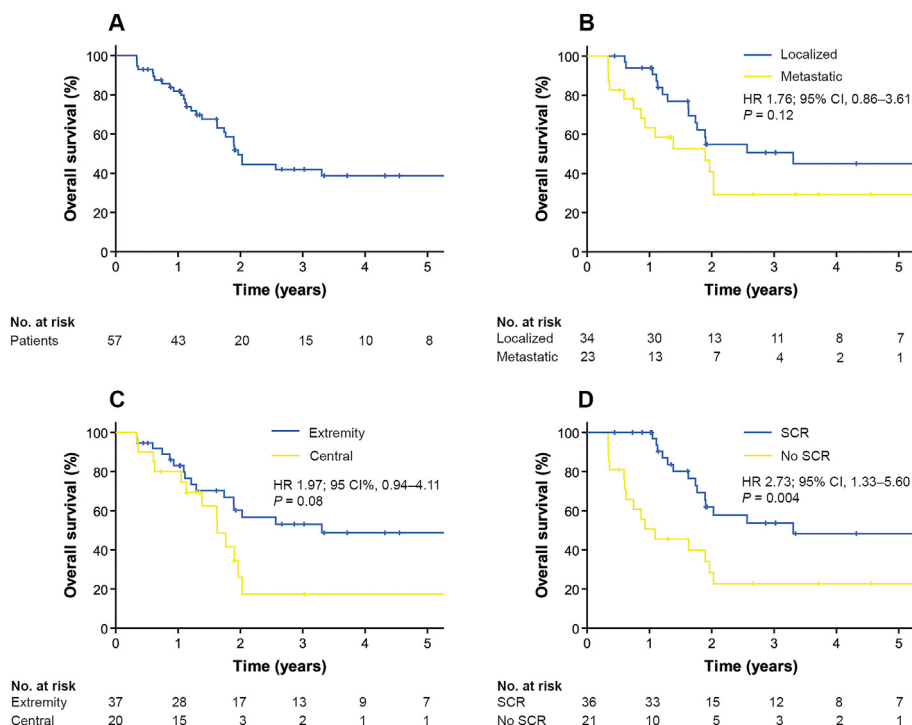 A
Overall survival (%)
100
80
60
40
20
0
0 1 2 3 4 5
Time (years)
No. at risk
Patients 57 43 20 15 10 8
B
Overall survival (%)
100
80
60
40
20
0
Localized
Metastatic
HR 1.76; 95% CI, 0.86–3.61
P = 0.12
0 1 2 3 4 5
Time (years)
No. at risk
Localized 34 30 13 11 8 7
Metastatic 23 13 7 4 2 1
C
Overall survival (%)
100
80
60
40
20
0
Extremity
Central
HR 1.97; 95 CI%, 0.94–4.11
P = 0.08
0 1 2 3 4 5
Time (years)
No. at risk
Extremity 37 28 17 13 9 7
Central 20 15 3 2 1 1
D
Overall survival (%)
100
80
60
40
20
0
SCR
No SCR
HR 2.73; 95% CI, 1.33–5.60
P = 0.004
0 1 2 3 4 5
Time (years)
No. at risk
SCR 36 33 15 12 8 7
No SCR 21 10 5 3 2 1